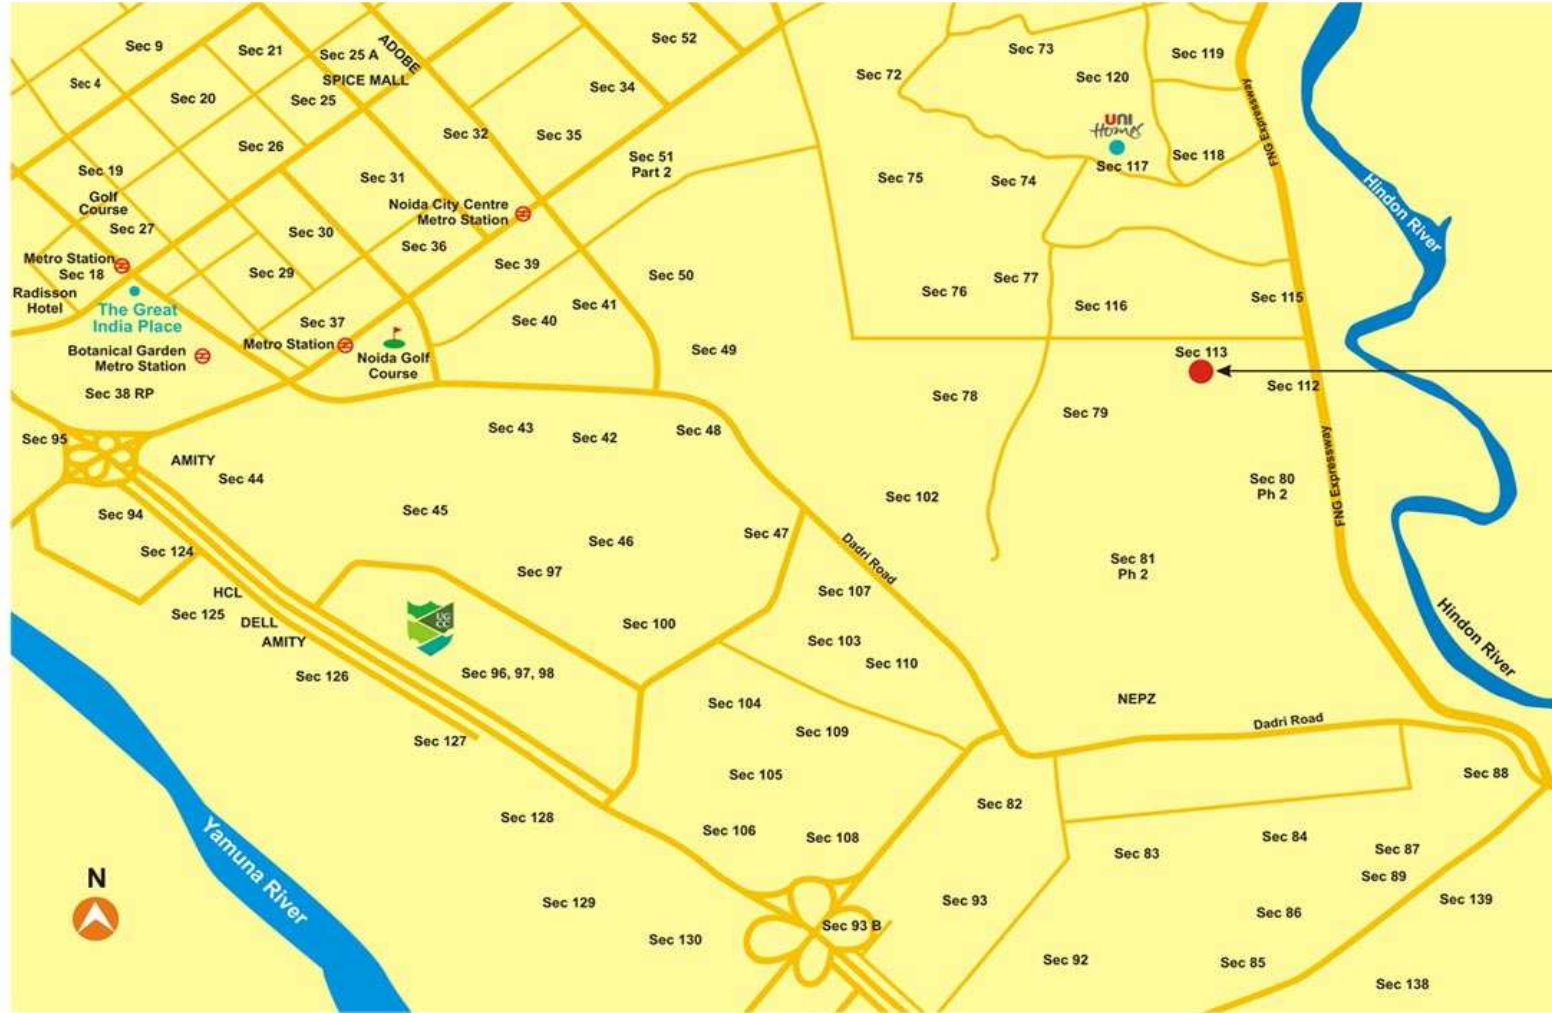 Sec 9
Sec 21
Sec 25 A
ADOBE
Sec 52
Sec 73
Sec 119
Sec 72
Sec 120
Sec 4
SPICE MALL
Sec 20
Sec 25
Sec 34
FNG Expressway
UNI
Homes
Sec 32
Sec 35
Sec 26
Sec 51
Part 2
Sec 118
Sec 117
Sec 19
Sec 31
Sec 75
Sec 74
Golf
Course
Noida City Centre
Metro Station
Hindon River
Sec 27
Sec 30
Sec 36
Metro Station
Sec 18
Sec 29
Sec 39
Sec 50
Sec 77
Radisson
Hotel
Sec 76
Sec 116
Sec 115
The Great
India Place
Sec 41
Sec 40
Sec 37
Metro Station
Botanical Garden
Metro Station
Noida Golf
Course
Sec 49
Sec 113
Sec 112
Sec 38 RP
Sec 78
Sec 79
Sec 95
Sec 43
Sec 42
Sec 48
AMITY
Sec 44
FNG Expressway
Sec 80
Ph 2
Sec 102
Sec 94
Sec 45
Sec 47
Sec 46
Sec 124
Dadri Road
Sec 81
Ph 2
Sec 97
HCL
Sec 107
Sec 125
DELL
AMITY
UG
CC
Sec 100
Sec 103
Hindon River
Sec 110
Sec 126
Sec 96, 97, 98
Sec 104
NEPZ
Dadri Road
Sec 109
Sec 127
Sec 105
Sec 88
Sec 128
Sec 82
Sec 106
Sec 108
Sec 84
Sec 83
Sec 87
Yamuna River
N
Sec 89
Sec 129
Sec 93
Sec 139
Sec 86
Sec 93 B
Sec 130
Sec 92
Sec 85
Sec 138